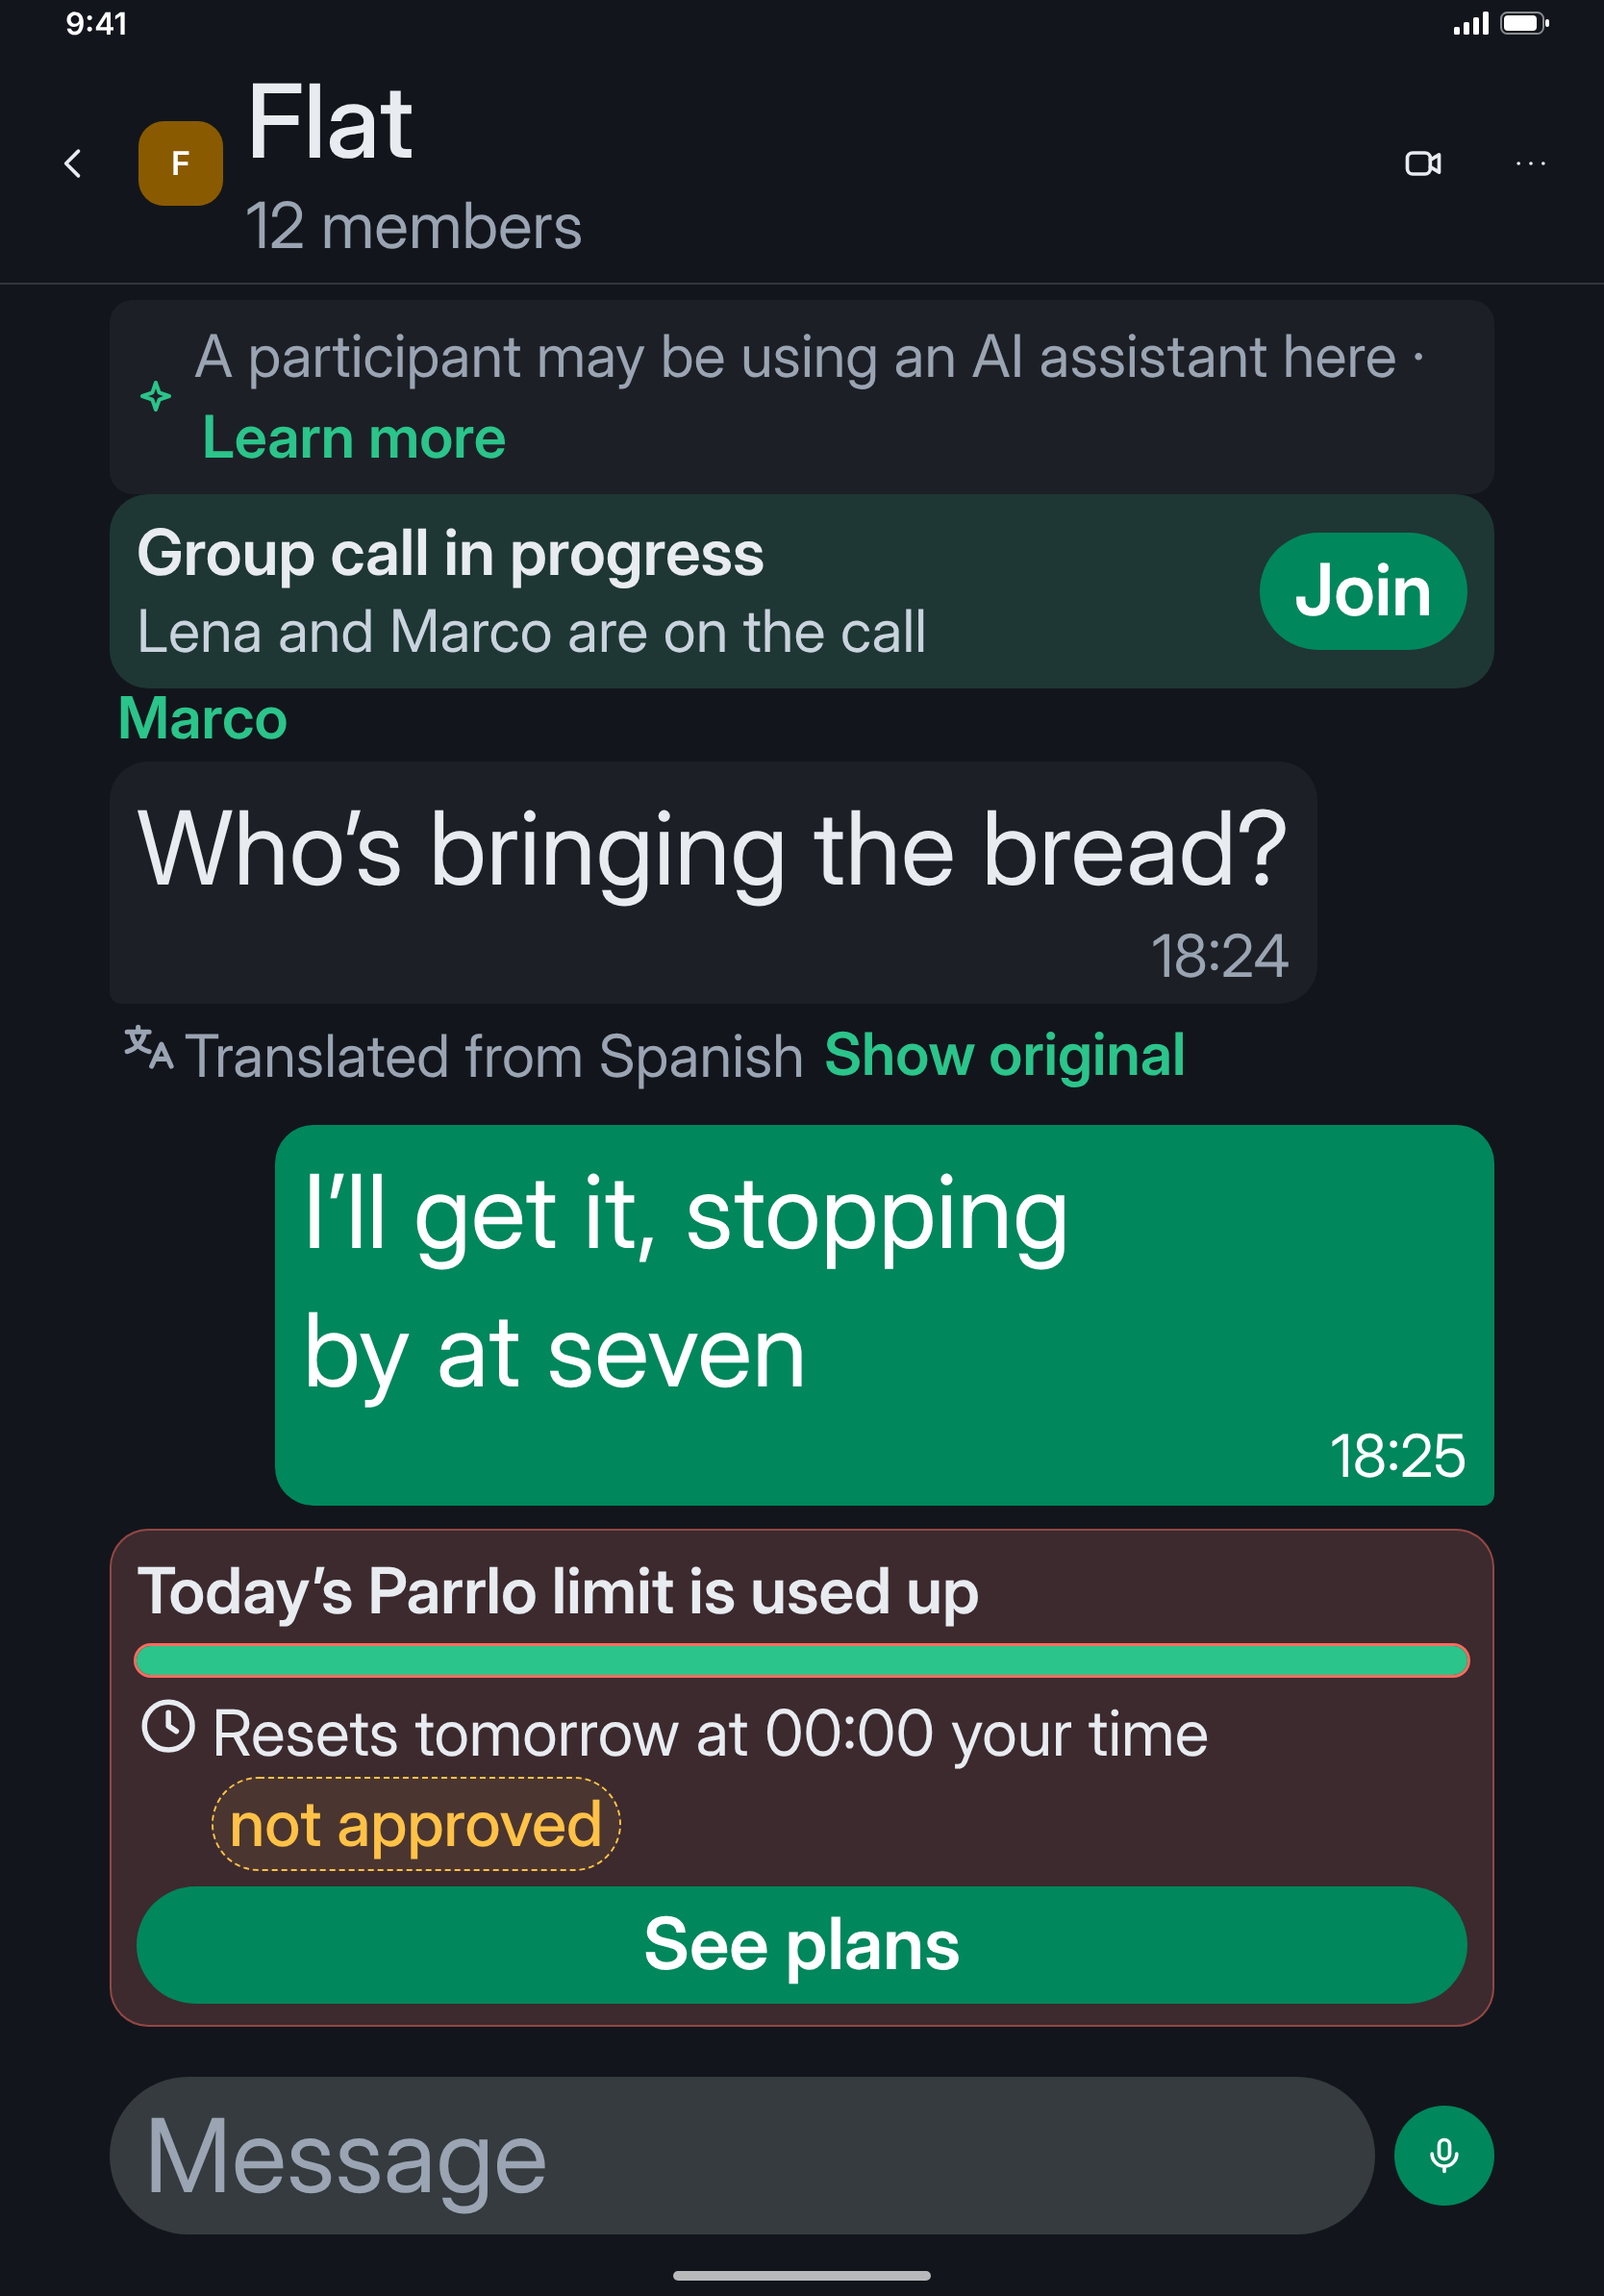 9:41
F
Flat
12 members
A participant may be using an AI assistant here ·
Learn more
Group call in progress
Lena and Marco are on the call
Join
Marco
Who’s bringing the bread?
18:24
Translated from Spanish Show original
I’ll get it, stopping
by at seven
18:25
Today’s Parrlo limit is used up
Resets tomorrow at 00:00 your time
not approved
See plans
Message